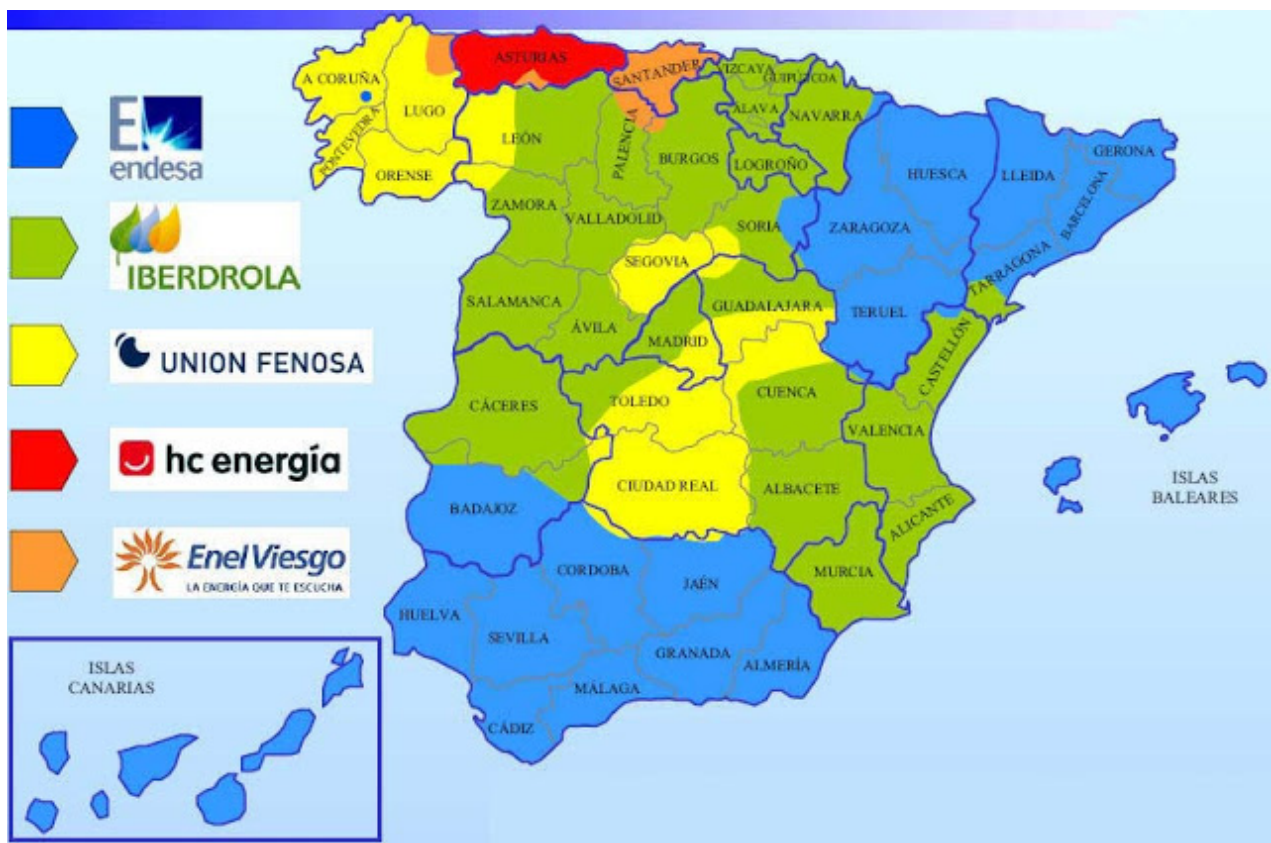 endesa
IBERDROLA
UNION FENOSA
hc energía
Enel Viesgo
LA ENERGÍA QUE TE ESCUCHA
A CORUÑA
LUGO
PONTEVEDRA
ORENSE
ASTURIAS
SANTANDER
VIZCAYA
GUIPÚZCOA
ÁLAVA
NAVARRA
LEÓN
PALENCIA
BURGOS
LOGROÑO
HUESCA
LLEIDA
GERONA
BARCELONA
TARRAGONA
ZAMORA
VALLADOLID
SORIA
ZARAGOZA
SEGOVIA
SALAMANCA
ÁVILA
MADRID
GUADALAJARA
TERUEL
CASTELLÓN
CÁCERES
TOLEDO
CUENCA
VALENCIA
BADAJOZ
CIUDAD REAL
ALBACETE
ALICANTE
MURCIA
CORDOBA
JAÉN
HUELVA
SEVILLA
GRANADA
ALMERÍA
MÁLAGA
CÁDIZ
ISLAS
BALEARES
ISLAS
CANARIAS